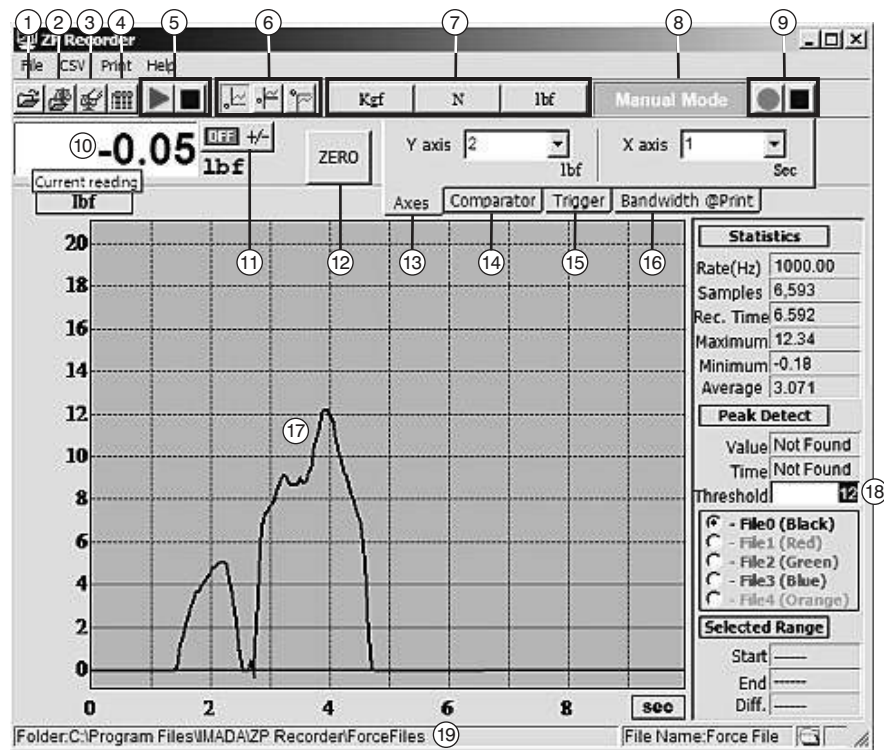 1 2 3 4 5 6 7 8 9
ZP Recorder
File CSV Print Help
Kgf N lbf Manual Mode
10 -0.05 lbf OFF +/-
ZERO
Y axis 2 lbf
X axis 1 Sec
Current reading
Axes Comparator Trigger Bandwidth @Print
11 12 13 14 15 16
lbf
20
18
16
14
12
10
8
6
4
2
0
17
0 2 4 6 8 sec
Statistics
Rate(Hz) 1000.00
Samples 6,593
Rec. Time 6.592
Maximum 12.34
Minimum -0.18
Average 3.071
Peak Detect
Value Not Found
Time Not Found
Threshold 12 18
- File0 (Black)
- File1 (Red)
- File2 (Green)
- File3 (Blue)
- File4 (Orange)
Selected Range
Start ------
End ------
Diff. ------
Folder:C:\Program Files\IMADA\ZP Recorder\ForceFiles 19 File Name:Force File